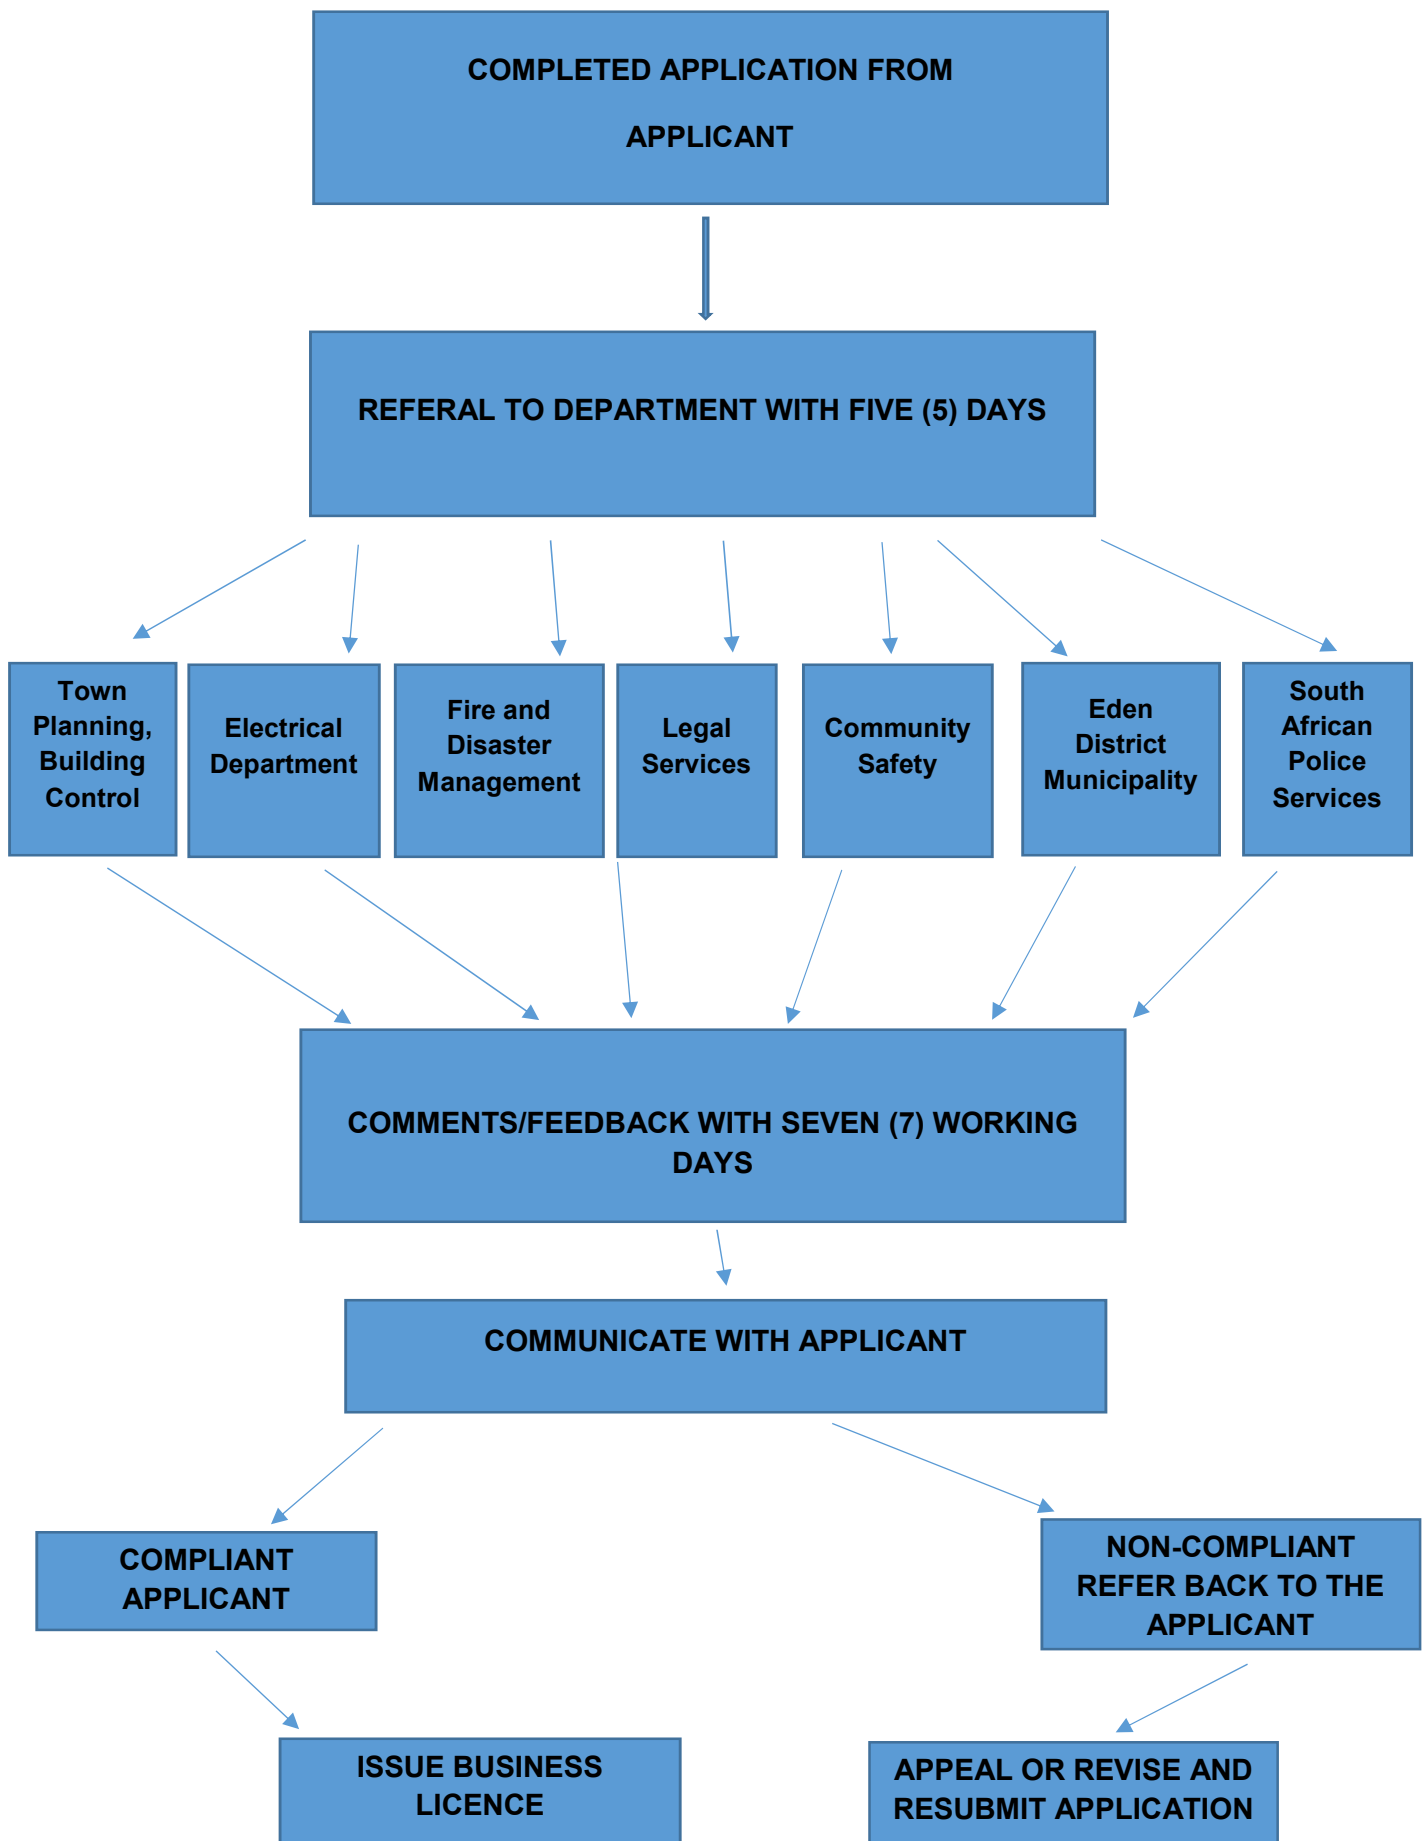 COMPLETED APPLICATION FROM
APPLICANT
REFERAL TO DEPARTMENT WITH FIVE (5) DAYS
Town
Planning,
Building
Control
Electrical
Department
Fire and
Disaster
Management
Legal
Services
Community
Safety
Eden
District
Municipality
South
African
Police
Services
COMMENTS/FEEDBACK WITH SEVEN (7) WORKING
DAYS
COMMUNICATE WITH APPLICANT
COMPLIANT
APPLICANT
NON-COMPLIANT
REFER BACK TO THE
APPLICANT
ISSUE BUSINESS
LICENCE
APPEAL OR REVISE AND
RESUBMIT APPLICATION